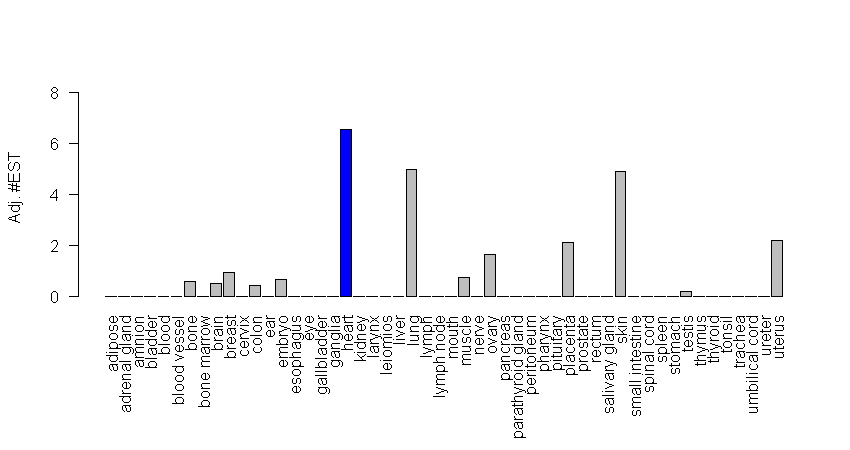 8
6
4
2
0
Adj. #EST
adipose
adrenal gland
amnion
bladder
blood
blood vessel
bone
bone marrow
brain
breast
cervix
colon
ear
embryo
esophagus
eye
gallbladder
ganglia
heart
kidney
larynx
leiomios
liver
lung
lymph
lymph node
mouth
muscle
nerve
ovary
pancreas
parathyroid gland
peritoneum
pharynx
pituitary
placenta
prostate
rectum
salivary gland
skin
small intestine
spinal cord
spleen
stomach
testis
thymus
thyroid
tonsil
trachea
umbilical cord
ureter
uterus